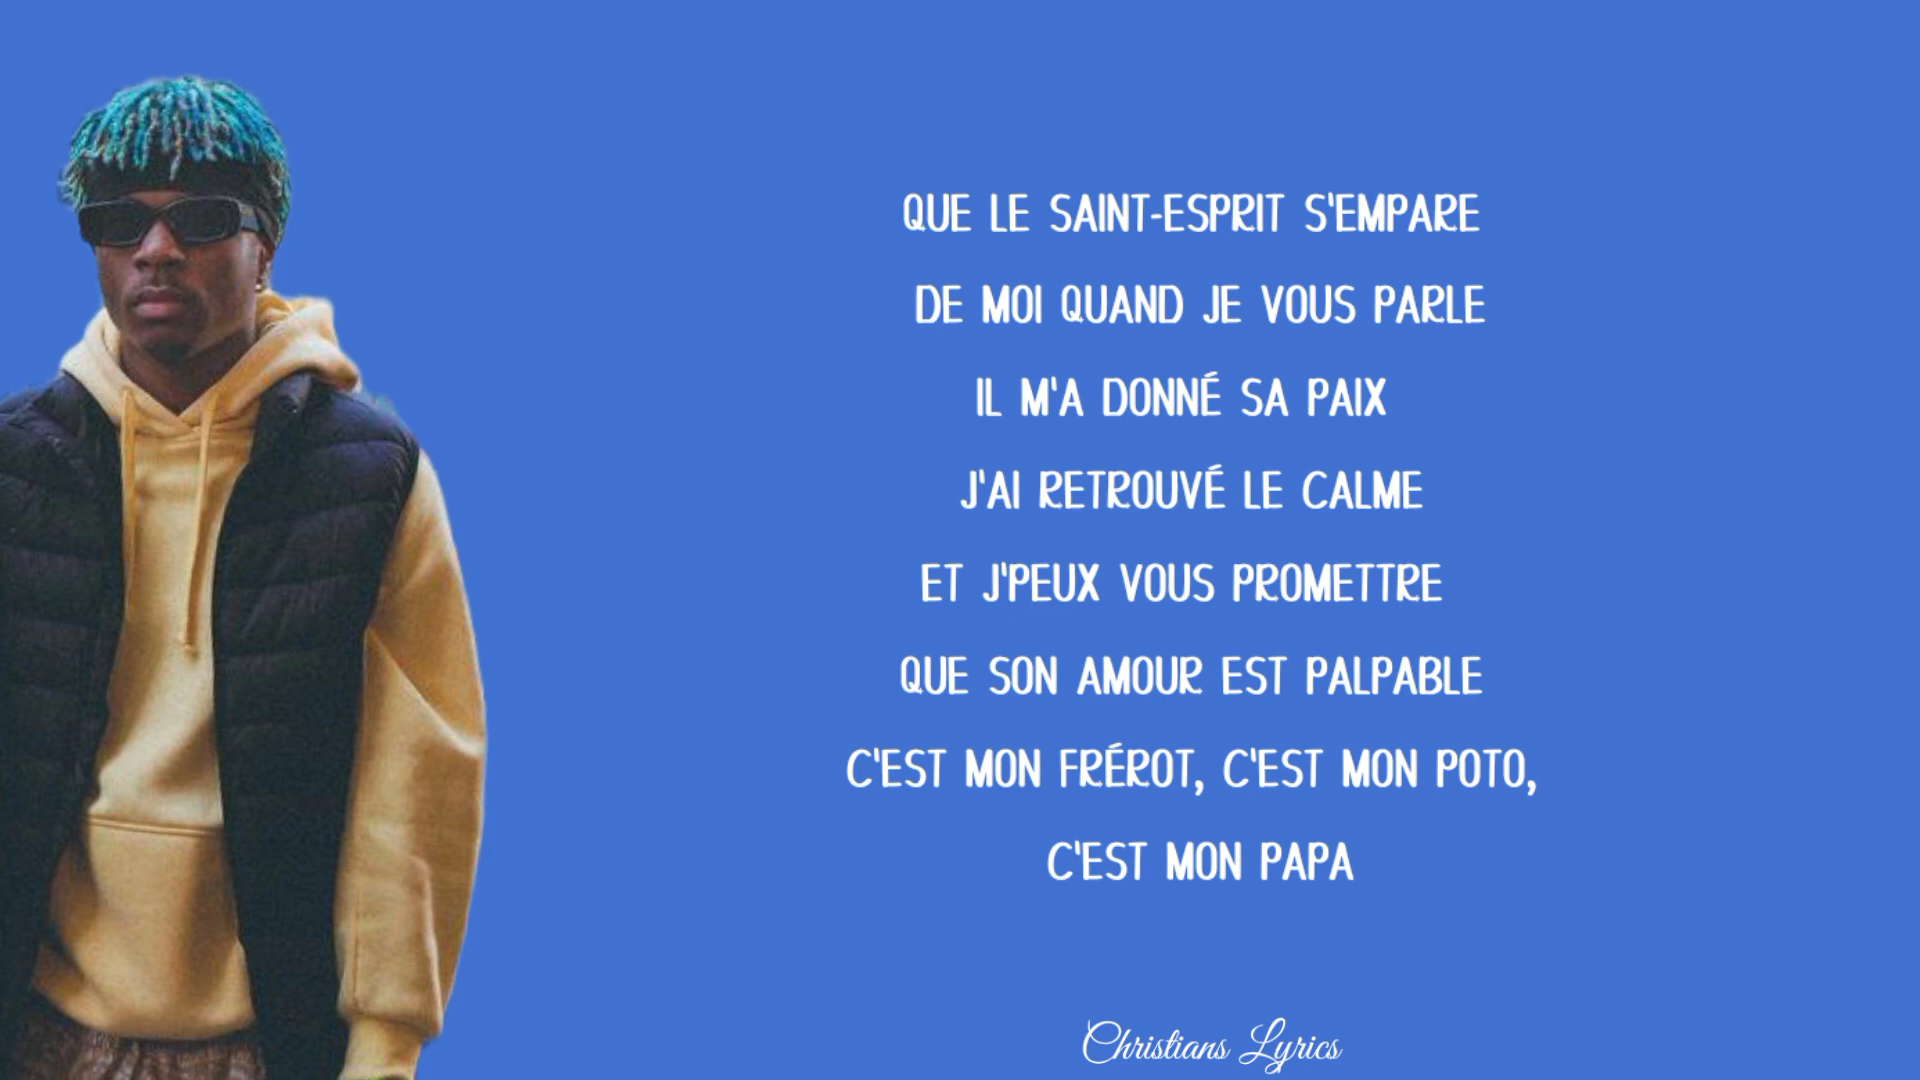 QUE LE SAINT-ESPRIT S'EMPARE
DE MOI QUAND JE VOUS PARLE
IL M'A DONNÉ SA PAIX
J'AI RETROUVÉ LE CALME
ET J'PEUX VOUS PROMETTRE
QUE SON AMOUR EST PALPABLE
C'EST MON FRÉROT, C'EST MON POTO,
C'EST MON PAPA
Christians Lyrics